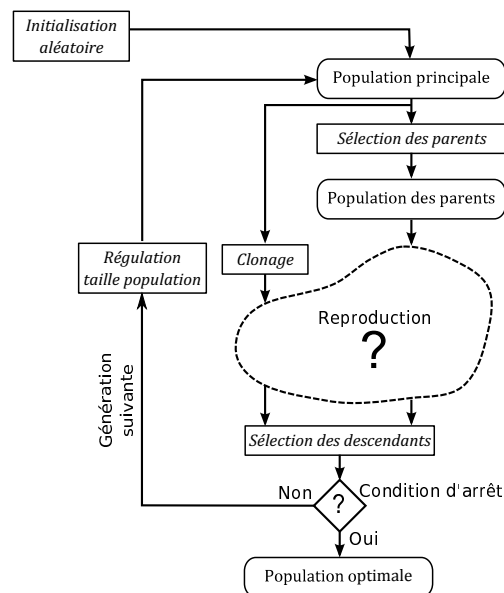 Initialisation
aléatoire
Population principale
Sélection des parents
Population des parents
Régulation
taille population
Clonage
Reproduction
?
Génération
suivante
Sélection des descendants
Non
?
Condition d'arrêt
Oui
Population optimale